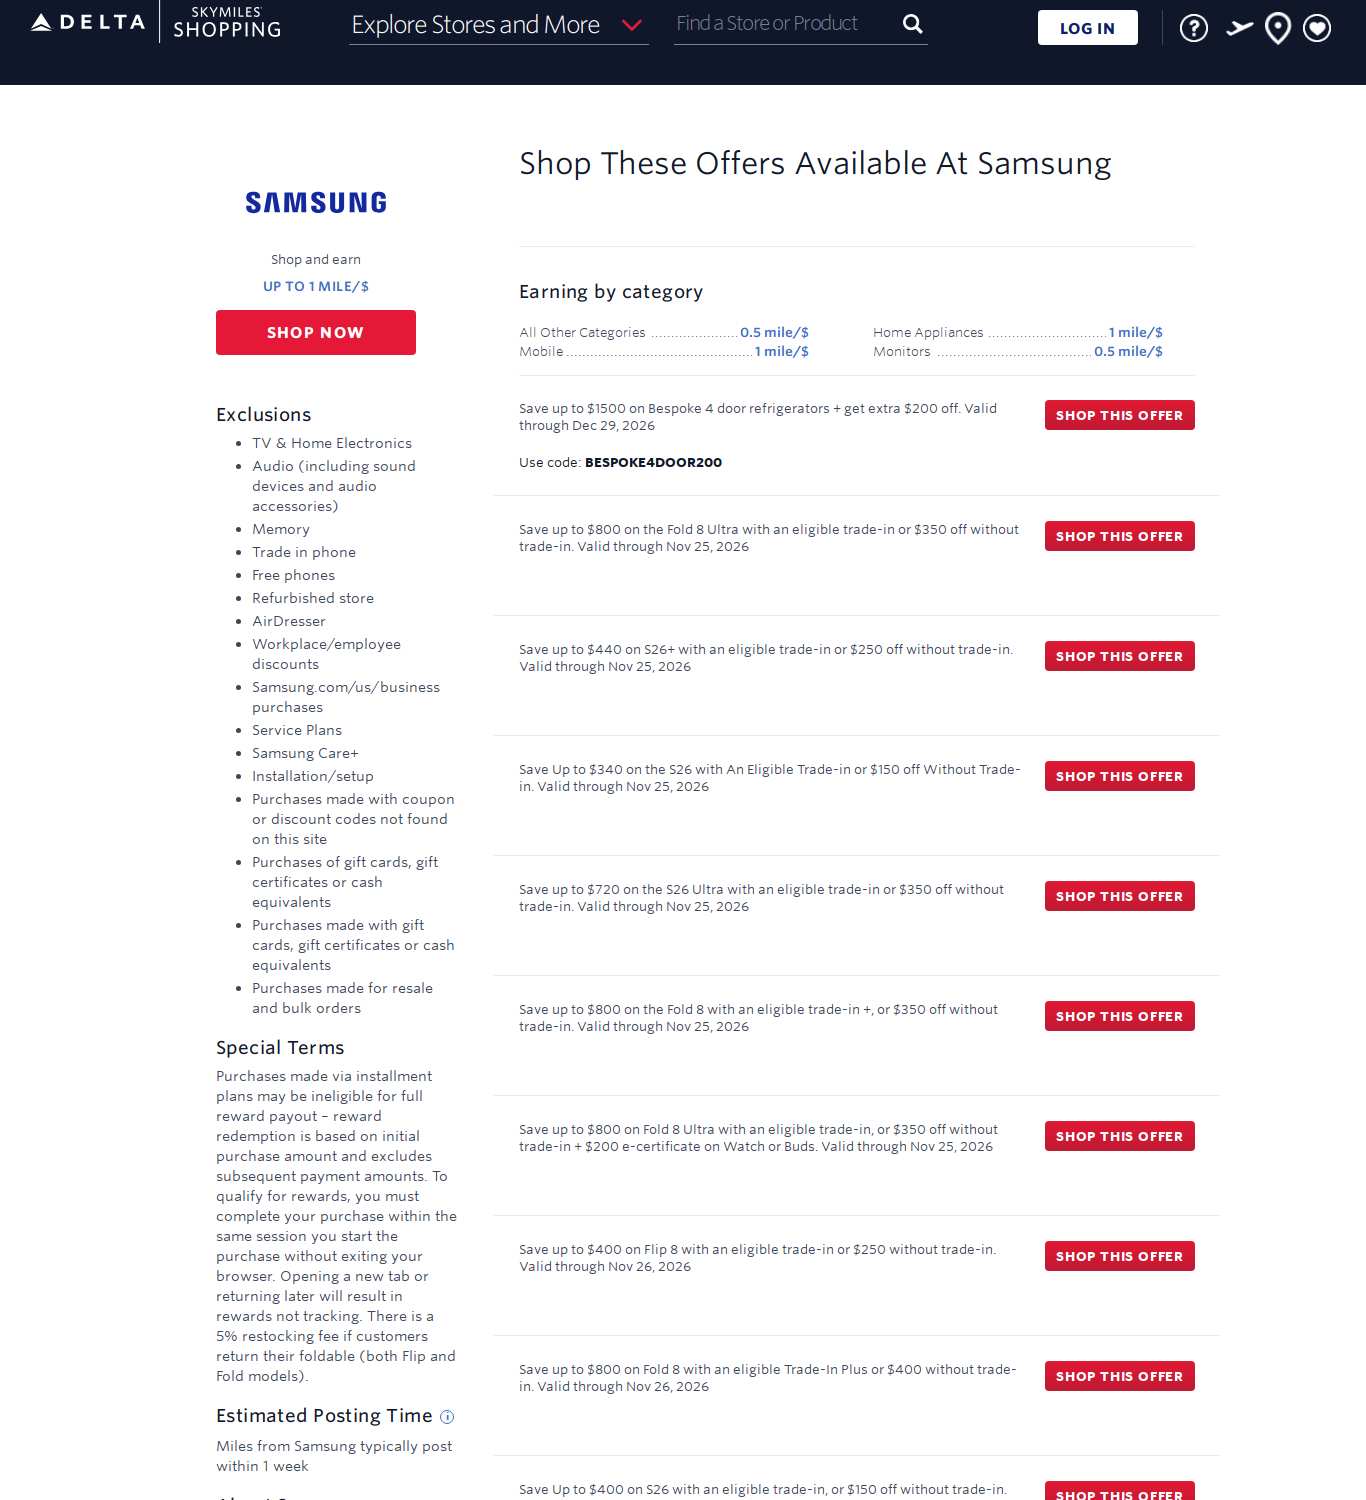 DELTA
SKYMILES®
SHOPPING
Explore Stores and More
Find a Store or Product
LOG IN
SAMSUNG
Shop and earn
UP TO 1 MILE/$
SHOP NOW
Exclusions
• TV & Home Electronics
• Audio (including sound
devices and audio
accessories)
• Memory
• Trade in phone
• Free phones
• Refurbished store
• AirDresser
• Workplace/employee
discounts
• Samsung.com/us/business
purchases
• Service Plans
• Samsung Care+
• Installation/setup
• Purchases made with coupon
or discount codes not found
on this site
• Purchases of gift cards, gift
certificates or cash
equivalents
• Purchases made with gift
cards, gift certificates or cash
equivalents
• Purchases made for resale
and bulk orders
Special Terms
Purchases made via installment
plans may be ineligible for full
reward payout – reward
redemption is based on initial
purchase amount and excludes
subsequent payment amounts. To
qualify for rewards, you must
complete your purchase within the
same session you start the
purchase without exiting your
browser. Opening a new tab or
returning later will result in
rewards not tracking. There is a
5% restocking fee if customers
return their foldable (both Flip and
Fold models).
Estimated Posting Time
Miles from Samsung typically post
within 1 week
Shop These Offers Available At Samsung
Earning by category
All Other Categories ...................... 0.5 mile/$
Mobile ............................................... 1 mile/$
Home Appliances .............................. 1 mile/$
Monitors ....................................... 0.5 mile/$
Save up to $1500 on Bespoke 4 door refrigerators + get extra $200 off. Valid
through Dec 29, 2026
Use code: BESPOKE4DOOR200
SHOP THIS OFFER
Save up to $800 on the Fold 8 Ultra with an eligible trade-in or $350 off without
trade-in. Valid through Nov 25, 2026
SHOP THIS OFFER
Save up to $440 on S26+ with an eligible trade-in or $250 off without trade-in.
Valid through Nov 25, 2026
SHOP THIS OFFER
Save Up to $340 on the S26 with An Eligible Trade-in or $150 off Without Trade-
in. Valid through Nov 25, 2026
SHOP THIS OFFER
Save up to $720 on the S26 Ultra with an eligible trade-in or $350 off without
trade-in. Valid through Nov 25, 2026
SHOP THIS OFFER
Save up to $800 on the Fold 8 with an eligible trade-in +, or $350 off without
trade-in. Valid through Nov 25, 2026
SHOP THIS OFFER
Save up to $800 on Fold 8 Ultra with an eligible trade-in, or $350 off without
trade-in + $200 e-certificate on Watch or Buds. Valid through Nov 25, 2026
SHOP THIS OFFER
Save up to $400 on Flip 8 with an eligible trade-in or $250 without trade-in.
Valid through Nov 26, 2026
SHOP THIS OFFER
Save up to $800 on Fold 8 with an eligible Trade-In Plus or $400 without trade-
in. Valid through Nov 26, 2026
SHOP THIS OFFER
Save Up to $400 on S26 with an eligible trade-in, or $150 off without trade-in.
SHOP THIS OFFER